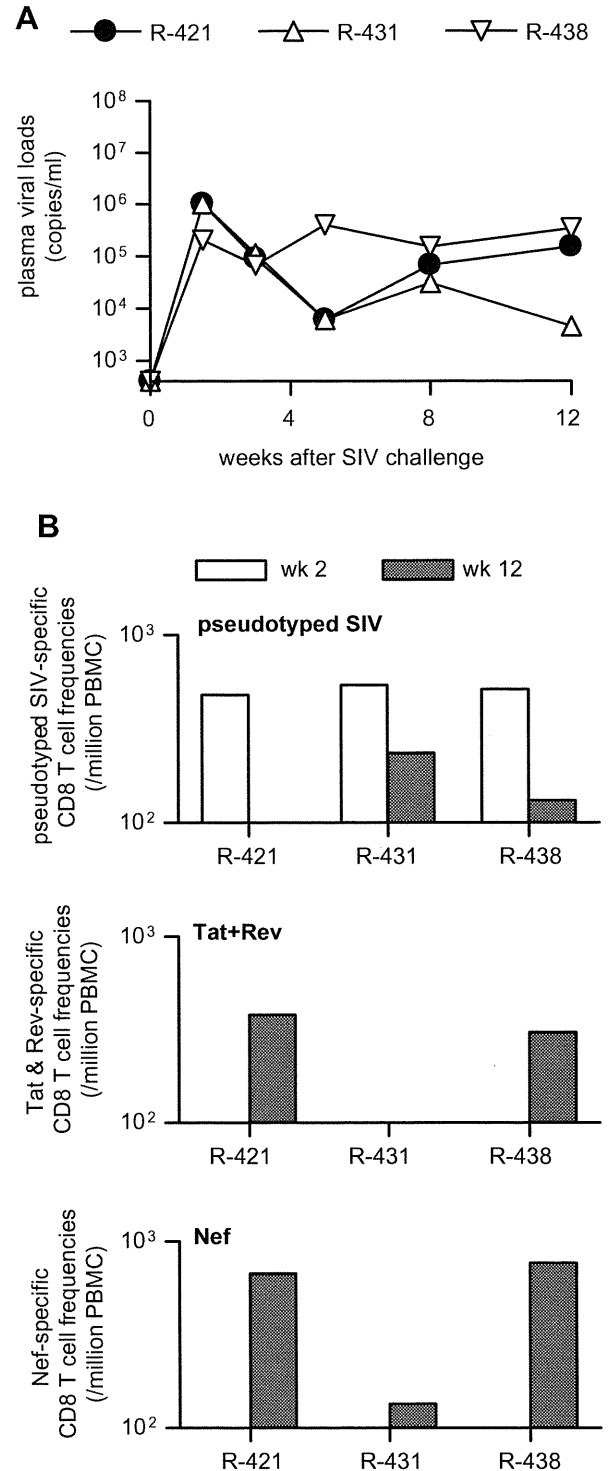 A
R-421 R-431 R-438
plasma viral loads
(copies/ml)
10⁸
10⁷
10⁶
10⁵
10⁴
10³
0 4 8 12
weeks after SIV challenge
B
wk 2 wk 12
pseudotyped SIV
pseudotyped SIV-specific
CD8 T cell frequencies
(/million PBMC)
10³
10²
R-421 R-431 R-438
Tat+Rev
Tat & Rev-specific
CD8 T cell frequencies
(/million PBMC)
10³
10²
R-421 R-431 R-438
Nef
Nef-specific
CD8 T cell frequencies
(/million PBMC)
10³
10²
R-421 R-431 R-438